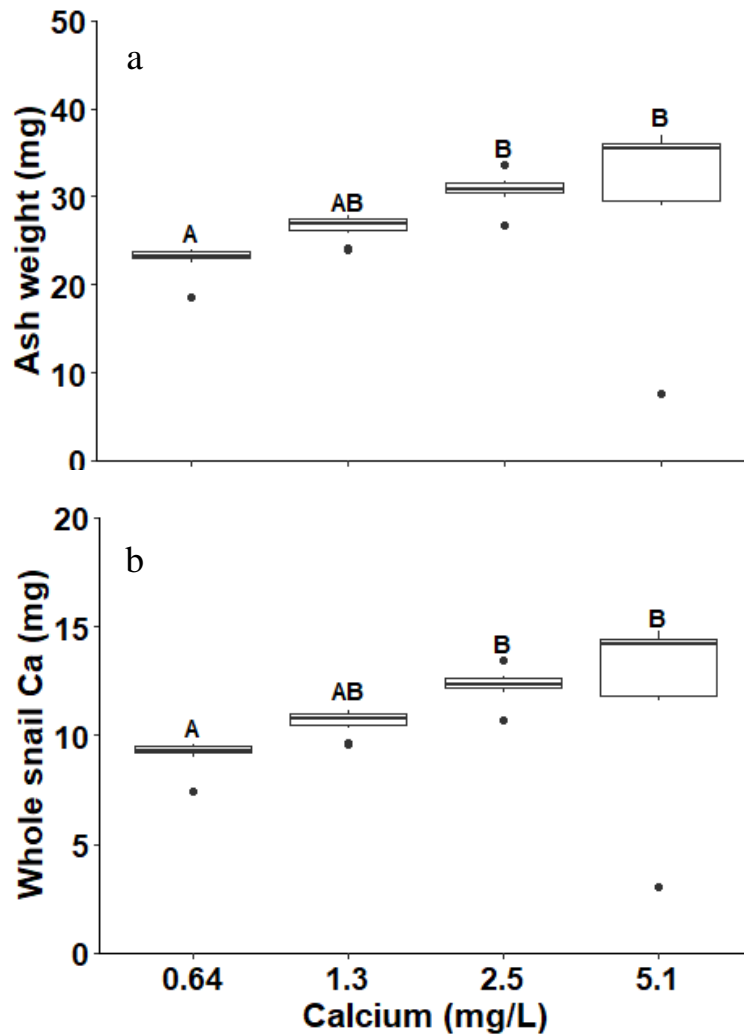 a
Ash weight (mg)
50
40
30
20
10
0
A
AB
B
B
b
Whole snail Ca (mg)
20
15
10
5
0
A
AB
B
B
0.64 1.3 2.5 5.1
Calcium (mg/L)